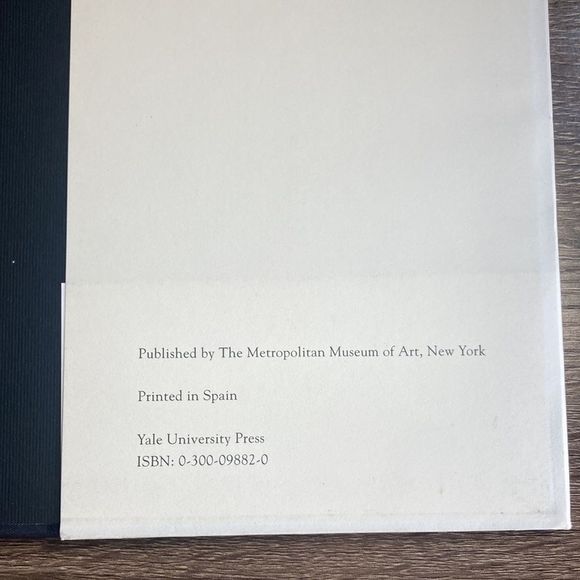 Published by The Metropolitan Museum of Art, New York
Printed in Spain
Yale University Press
ISBN: 0-300-09882-0